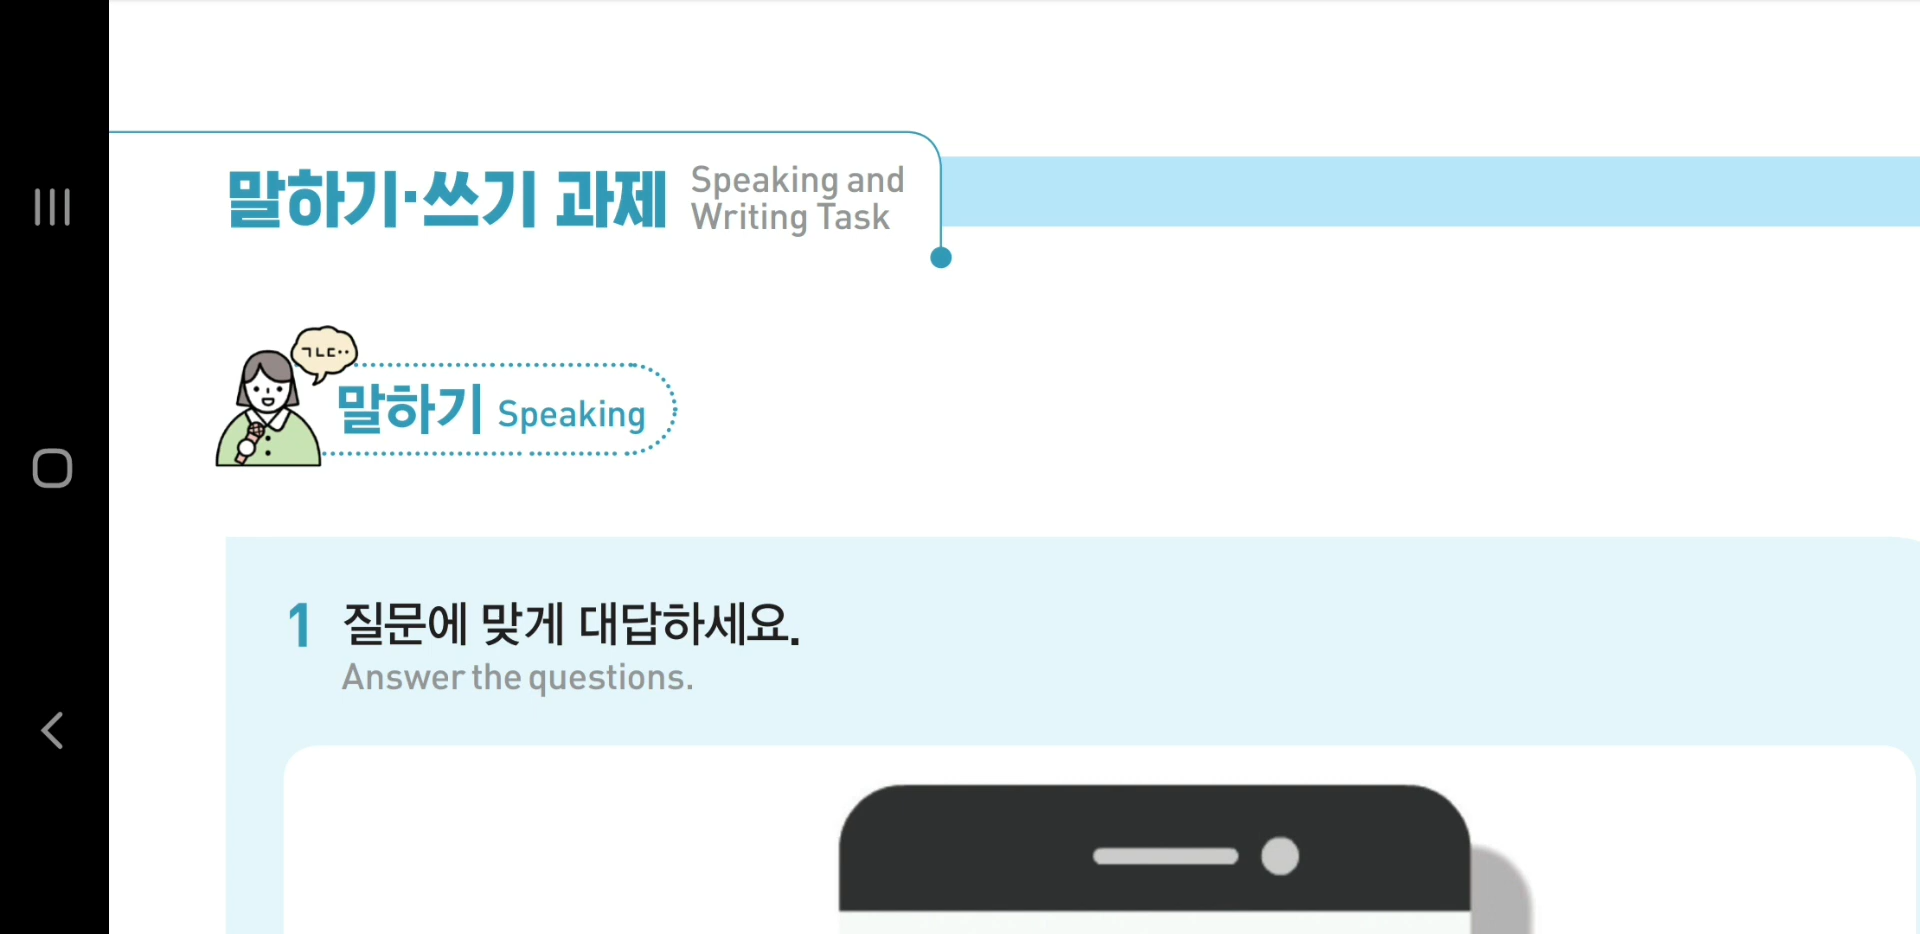 말하기·쓰기 과제
Speaking and
Writing Task
ㄱㄴㄷ··
말하기 Speaking
1 질문에 맞게 대답하세요.
Answer the questions.